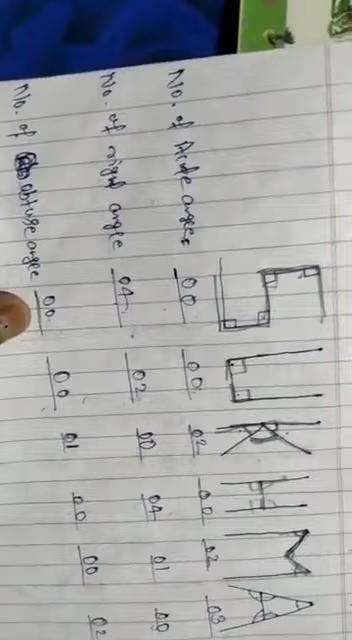 S U K H M A
No. of Acute anges 00 00 02 00 02 03
No. of right angle 04 02 00 04 01 00
No. of obtuse angle 00 00 01 00 00 02